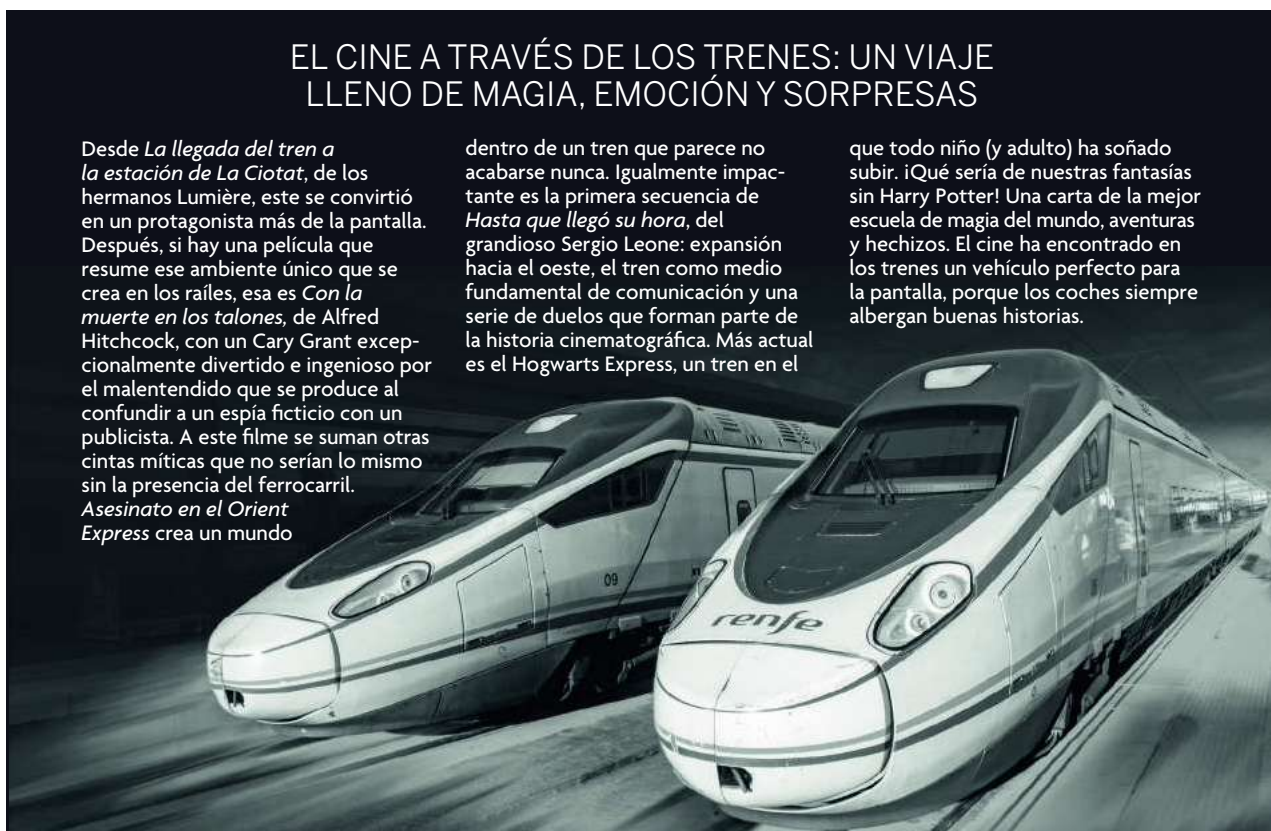 EL CINE A TRAVÉS DE LOS TRENES: UN VIAJE
LLENO DE MAGIA, EMOCIÓN Y SORPRESAS
Desde La llegada del tren a
la estación de La Ciotat, de los
hermanos Lumière, este se convirtió
en un protagonista más de la pantalla.
Después, si hay una película que
resume ese ambiente único que se
crea en los raíles, esa es Con la
muerte en los talones, de Alfred
Hitchcock, con un Cary Grant excep-
cionalmente divertido e ingenioso por
el malentendido que se produce al
confundir a un espía ficticio con un
publicista. A este filme se suman otras
cintas míticas que no serían lo mismo
sin la presencia del ferrocarril.
Asesinato en el Orient
Express crea un mundo
dentro de un tren que parece no
acabarse nunca. Igualmente impac-
tante es la primera secuencia de
Hasta que llegó su hora, del
grandioso Sergio Leone: expansión
hacia el oeste, el tren como medio
fundamental de comunicación y una
serie de duelos que forman parte de
la historia cinematográfica. Más actual
es el Hogwarts Express, un tren en el
que todo niño (y adulto) ha soñado
subir. ¡Qué sería de nuestras fantasías
sin Harry Potter! Una carta de la mejor
escuela de magia del mundo, aventuras
y hechizos. El cine ha encontrado en
los trenes un vehículo perfecto para
la pantalla, porque los coches siempre
albergan buenas historias.
09
renfe